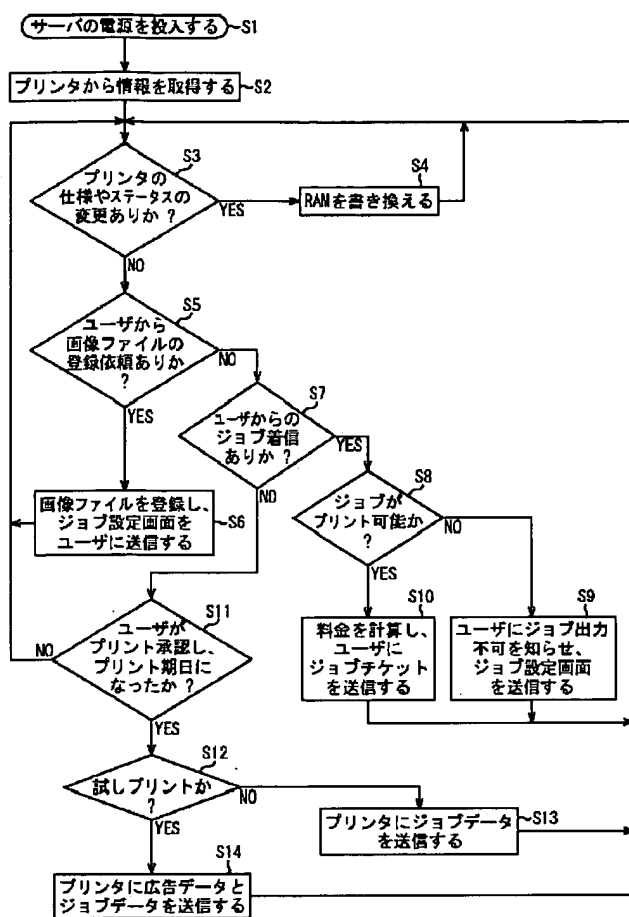 サーバの電源を投入する
S1
プリンタから情報を取得する
S2
S3
プリンタの
仕様やステータスの
変更ありか？
YES
NO
S4
RAMを書き換える
S5
ユーザから
画像ファイルの
登録依頼ありか
？
NO
YES
S7
ユーザからの
ジョブ着信
ありか？
YES
NO
画像ファイルを登録し、
ジョブ設定画面を
ユーザに送信する
S6
S8
ジョブが
プリント可能か
？
NO
YES
S10
料金を計算し、
ユーザに
ジョブチケット
を送信する
S9
ユーザにジョブ出力
不可を知らせ、
ジョブ設定画面
を送信する
S11
ユーザが
プリント承認し、
プリント期日に
なったか？
NO
YES
S12
試しプリントか
？
NO
YES
プリンタにジョブデータ
を送信する
S13
S14
プリンタに広告データと
ジョブデータを送信する